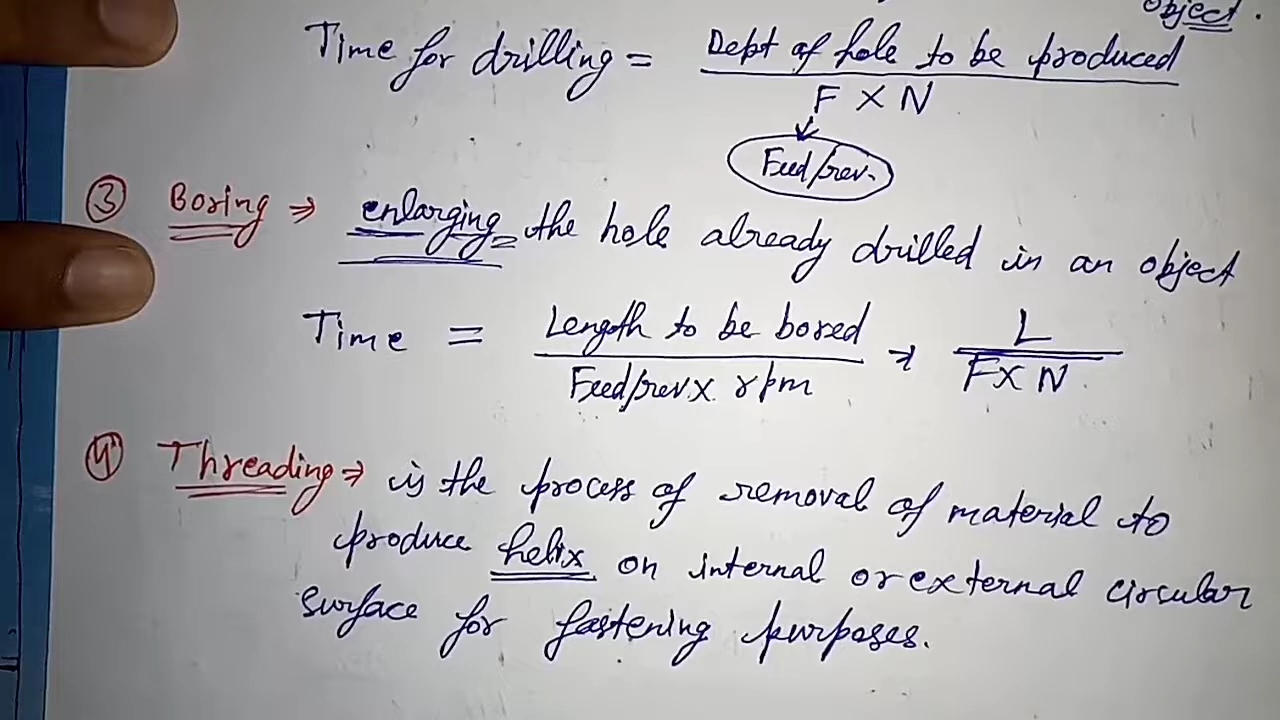 object.
Time for drilling = Dept of hole to be produced
F X N
Feed/rev.
③ Boring ⇒ enlarging the hole already drilled in an object
Time = Length to be bored ⇒ L
Feed/rev. x rpm F X N
④ Threading ⇒ is the process of removal of material to
produce helix on internal or external circular
surface for fastening purposes.